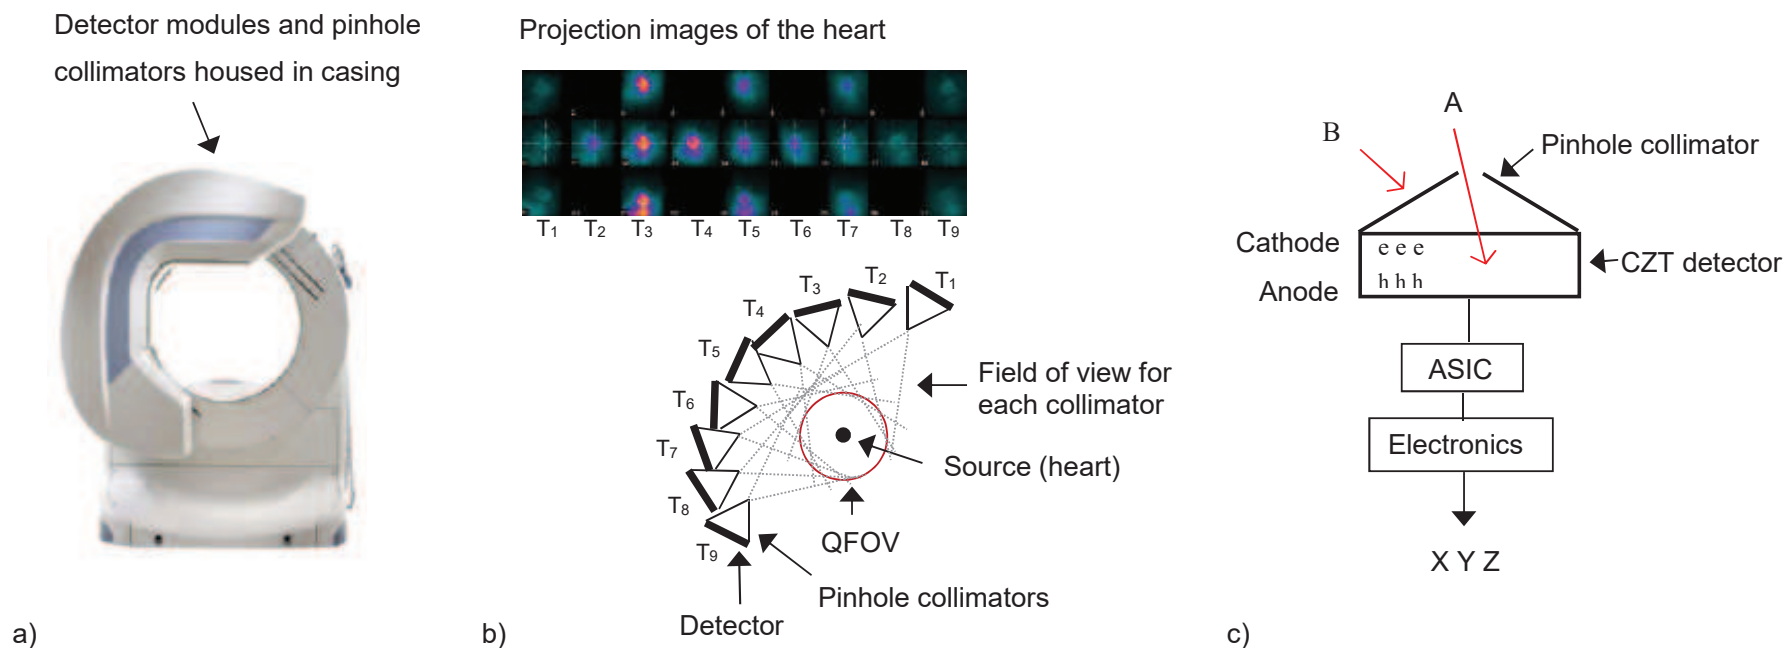 Detector modules and pinhole
collimators housed in casing
a)
Projection images of the heart
T1 T2 T3 T4 T5 T6 T7 T8 T9
T1
T2
T3
T4
T5
T6
T7
T8
T9
Field of view for
each collimator
Source (heart)
QFOV
Pinhole collimators
Detector
b)
A
B
Pinhole collimator
Cathode
e e e
CZT detector
Anode
h h h
ASIC
Electronics
X Y Z
c)